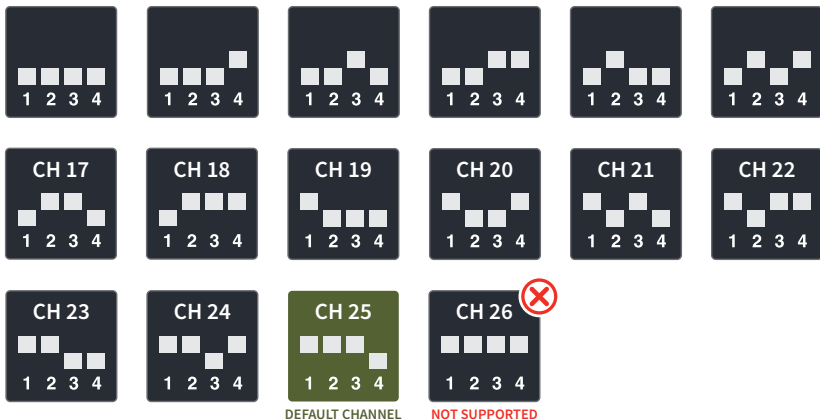 1 2 3 4 1 2 3 4 1 2 3 4 1 2 3 4 1 2 3 4 1 2 3 4
CH 17 CH 18 CH 19 CH 20 CH 21 CH 22
1 2 3 4 1 2 3 4 1 2 3 4 1 2 3 4 1 2 3 4 1 2 3 4
CH 23 CH 24 CH 25 CH 26
1 2 3 4 1 2 3 4 1 2 3 4 1 2 3 4
DEFAULT CHANNEL NOT SUPPORTED